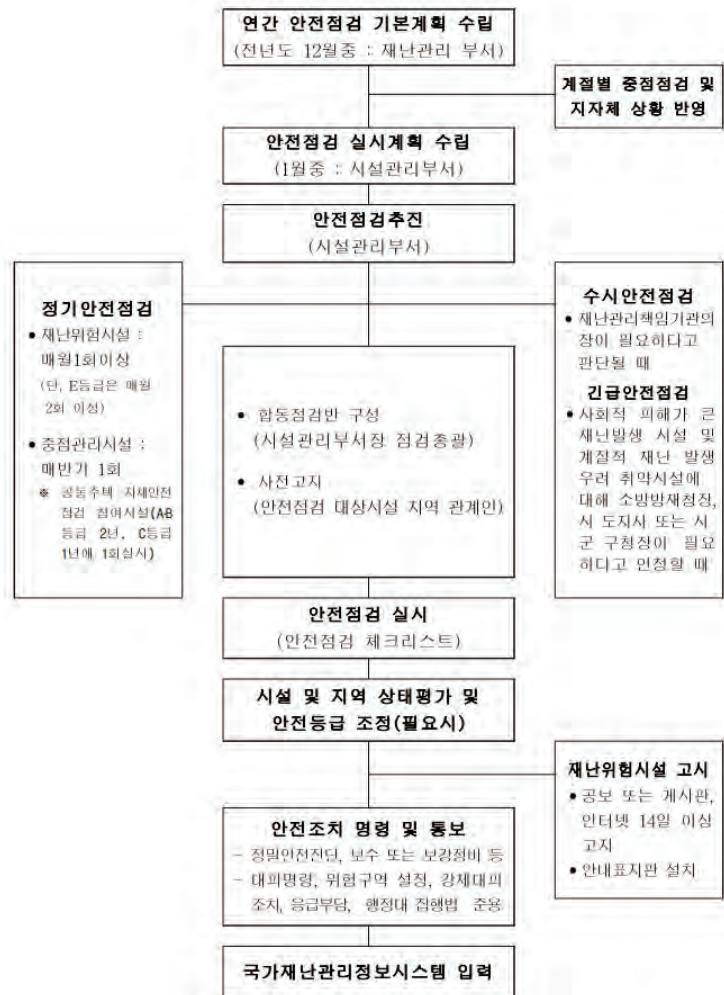 연간 안전점검 기본계획 수립
(전년도 12월중 : 재난관리 부서)
계절별 중점점검 및
지자체 상황 반영
안전점검 실시계획 수립
(1월중 : 시설관리부서)
안전점검추진
(시설관리부서)
정기안전점검
• 재난위험시설 :
매월1회이상
(단, E등급은 매월
2회 이상)
• 중점관리시설 :
매반기 1회
※ 공동주택 자체안전
점검 참여시설(AB
등급 2년, C등급
1년에 1회실시)
• 합동점검반 구성
(시설관리부서장 점검총괄)
• 사전고지
(안전점검 대상시설 지역 관계인)
수시안전점검
• 재난관리책임기관의
장이 필요하다고
판단될 때
긴급안전점검
• 사회적 피해가 큰
재난발생 시설 및
계절적 재난 발생
우려 취약시설에
대해 소방방재청장,
시 도지사 또는 시
군 구청장이 필요
하다고 인정할 때
안전점검 실시
(안전점검 체크리스트)
시설 및 지역 상태평가 및
안전등급 조정(필요시)
재난위험시설 고시
• 공보 또는 게시판,
인터넷 14일 이상
고지
• 안내표지판 설치
안전조치 명령 및 통보
- 정밀안전진단, 보수 또는 보강정비 등
- 대피명령, 위험구역 설정, 강제대피
조치, 응급부담, 행정대 집행법 준용
국가재난관리정보시스템 입력